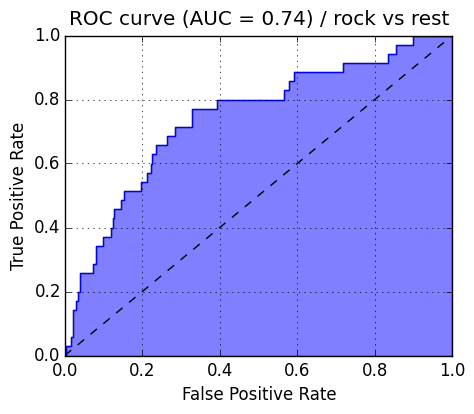 ROC curve (AUC = 0.74) / rock vs rest
True Positive Rate
1.0
0.8
0.6
0.4
0.2
0.0
0.0 0.2 0.4 0.6 0.8 1.0
False Positive Rate